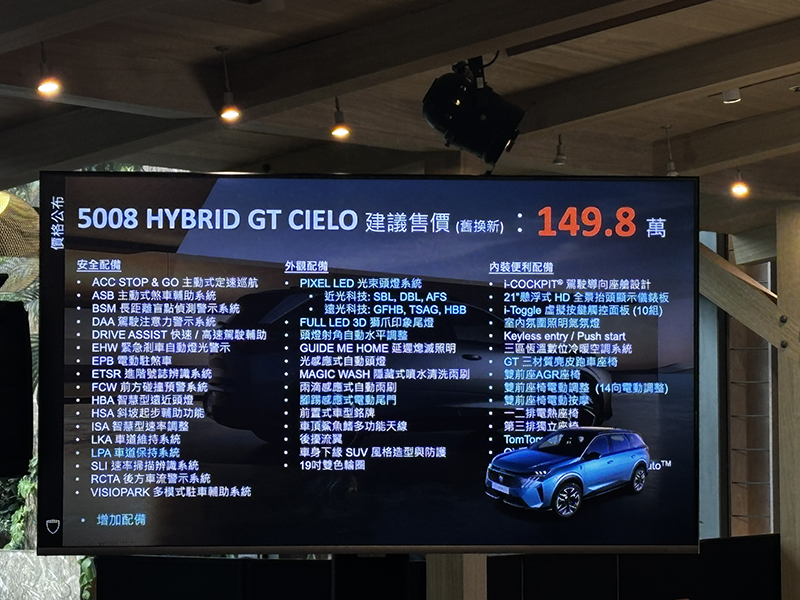 價格公布
5008 HYBRID GT CIELO 建議售價 (舊換新) : 149.8 萬
安全配備
• ACC STOP & GO 主動式定速巡航
• ASB 主動式煞車輔助系統
• BSM 長距離盲點偵測警示系統
• DAA 駕駛注意力警示系統
• DRIVE ASSIST 快速 / 高速駕駛輔助
• EHW 緊急剎車自動燈光警示
• EPB 電動駐煞車
• ETSR 進階號誌辨識系統
• FCW 前方碰撞預警系統
• HBA 智慧型遠近頭燈
• HSA 斜坡起步輔助功能
• ISA 智慧型速率調整
• LKA 車道維持系統
• LPA 車道保持系統
• SLI 速率掃描辨識系統
• RCTA 後方車流警示系統
• VISIOPARK 多模式駐車輔助系統
• 增加配備
外觀配備
• PIXEL LED 光束頭燈系統
• 近光科技: SBL, DBL, AFS
• 遠光科技: GFHB, TSAG, HBB
• FULL LED 3D 獅爪印象尾燈
• 頭燈射角自動水平調整
• GUIDE ME HOME 延遲熄滅照明
• 光感應式自動頭燈
• MAGIC WASH 隱藏式噴水清洗雨刷
• 雨滴感應式自動雨刷
• 腳踢感應式電動尾門
• 前置式車型銘牌
• 車頂鯊魚鰭多功能天線
• 後擾流翼
• 車身下緣 SUV 風格造型與防護
• 19吋雙色輪圈
內裝便利配備
• i-COCKPIT® 駕駛導向座艙設計
• 21"懸浮式 HD 全景抬頭顯示儀錶板
• i-Toggle 虛擬按鍵觸控面板 (10組)
• 室內氛圍照明氣氛燈
• Keyless entry / Push start
• 三區恆溫數位冷暖空調系統
• GT 三材質麂皮跑車座椅
• 雙前座AGR座椅
• 雙前座椅電動調整 (14向電動調整)
• 雙前座椅電動按摩
• 一二排電熱座椅
• 第三排獨立座椅
• TomTom
uto™